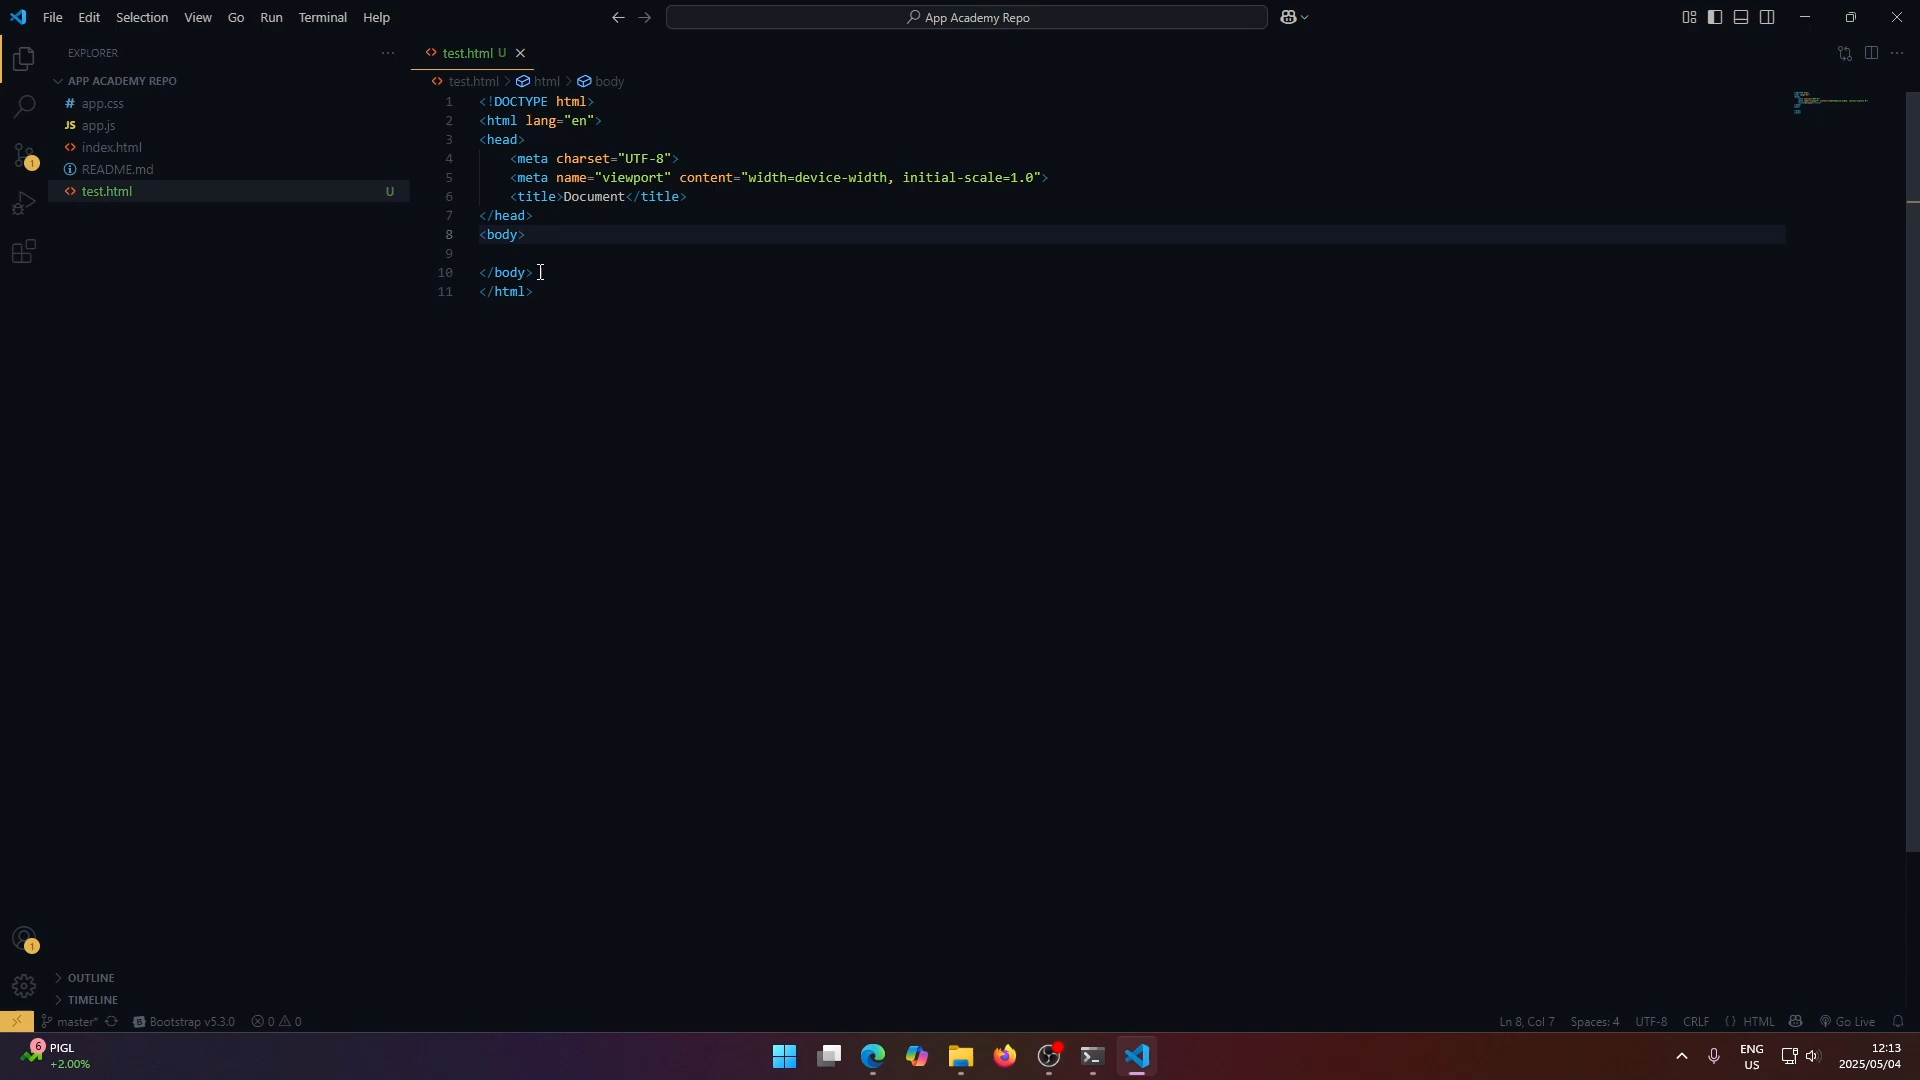 File Edit Selection View Go Run Terminal Help
App Academy Repo
EXPLORER
APP ACADEMY REPO
# app.css
JS app.js
<> index.html
README.md
<> test.html U
<> test.html U
<> test.html > html > body
1 <!DOCTYPE html>
2 <html lang="en">
3 <head>
4 <meta charset="UTF-8">
5 <meta name="viewport" content="width=device-width, initial-scale=1.0">
6 <title>Document</title>
7 </head>
8 <body>
9
10 </body>
11 </html>
1
1
OUTLINE
TIMELINE
master* B Bootstrap v5.3.0 0 0
Ln 8, Col 7 Spaces: 4 UTF-8 CRLF {} HTML Go Live
6 PIGL
+2.00%
ENG
US
12:13
2025/05/04